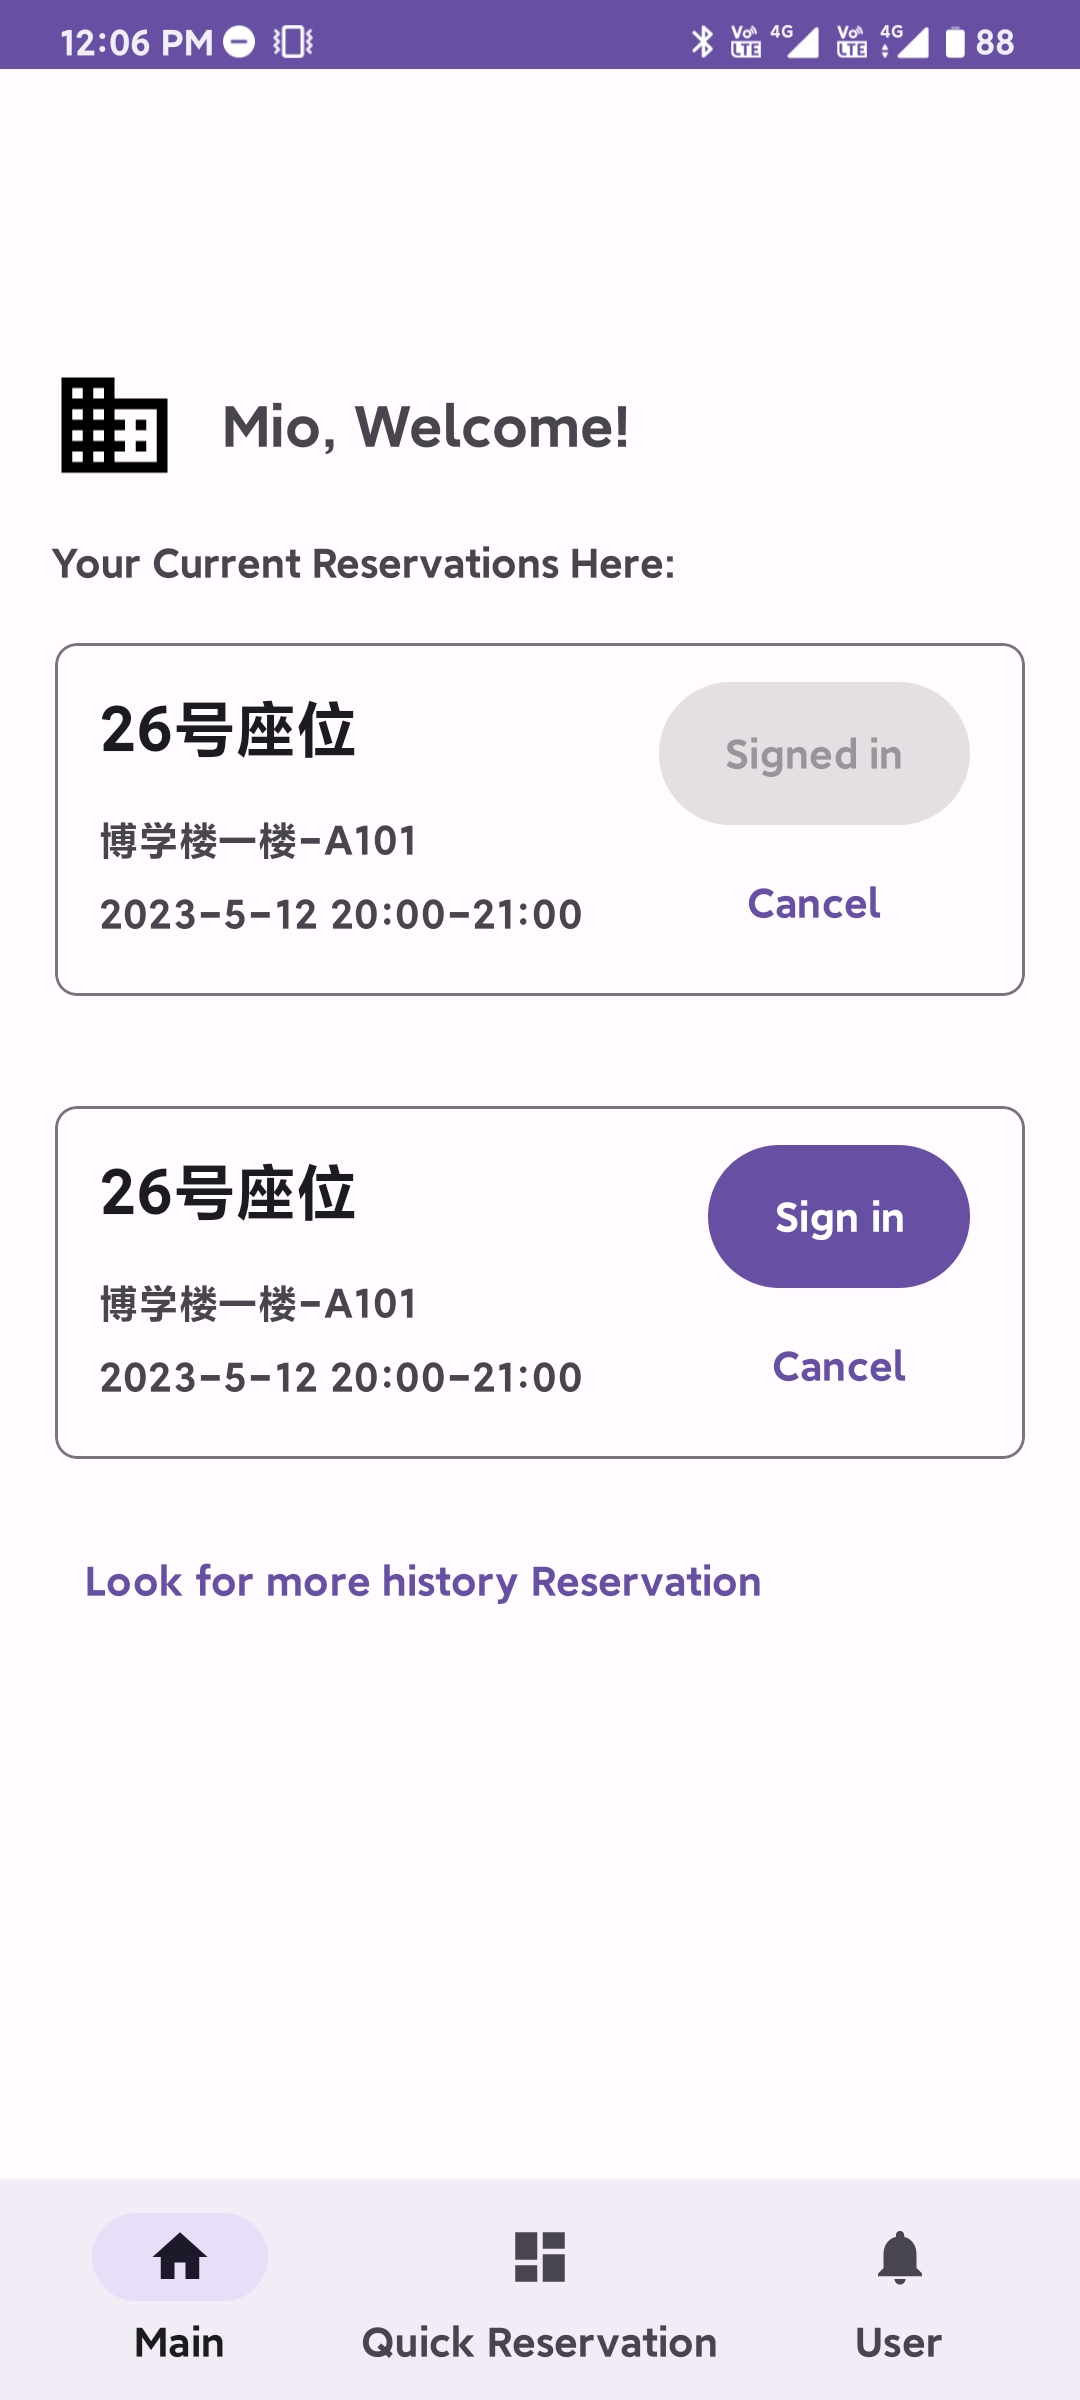 12:06 PM
Vo LTE 4G Vo LTE 4G 88
Mio, Welcome!
Your Current Reservations Here:
26号座位
Signed in
博学楼一楼-A101
2023-5-12 20:00-21:00
Cancel
26号座位
Sign in
博学楼一楼-A101
2023-5-12 20:00-21:00
Cancel
Look for more history Reservation
Main
Quick Reservation
User